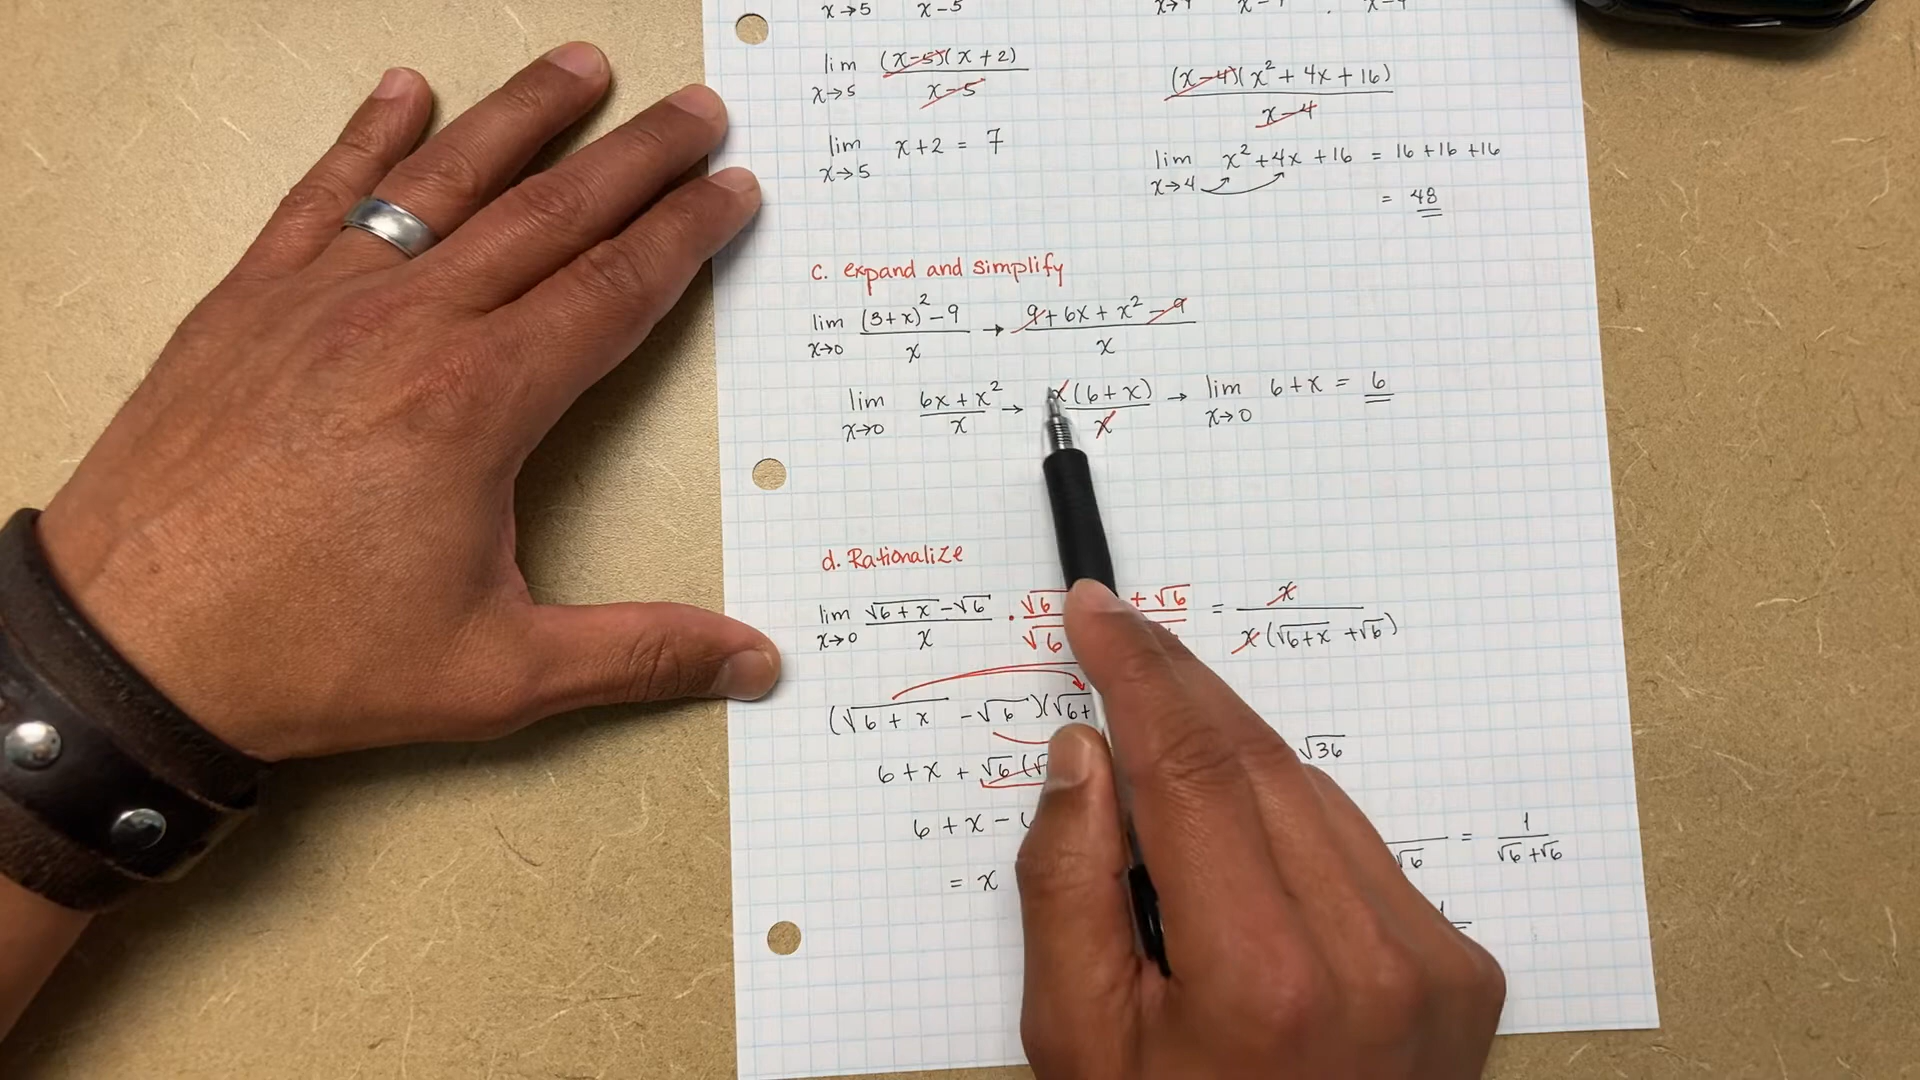 x→5 x-5
lim (x-5)(x+2)
x→5 x-5
lim x+2 = 7
x→5
(x-4)(x²+4x+16)
x-4
lim x²+4x+16 = 16+16+16
x→4
= 48
c. expand and simplify
lim (3+x)²-9 → 9+6x+x²-9
x→0 x x
lim 6x+x² → x(6+x) → lim 6+x = 6
x→0 x x x→0
d. Rationalize
lim √6+x-√6 · √6 +√6 = x
x→0 x √6 x(√6+x +√6)
(√6+x -√6)(√6+
6+x+√6(√
√36
6+x-
√6 = 1
√6+√6
= x